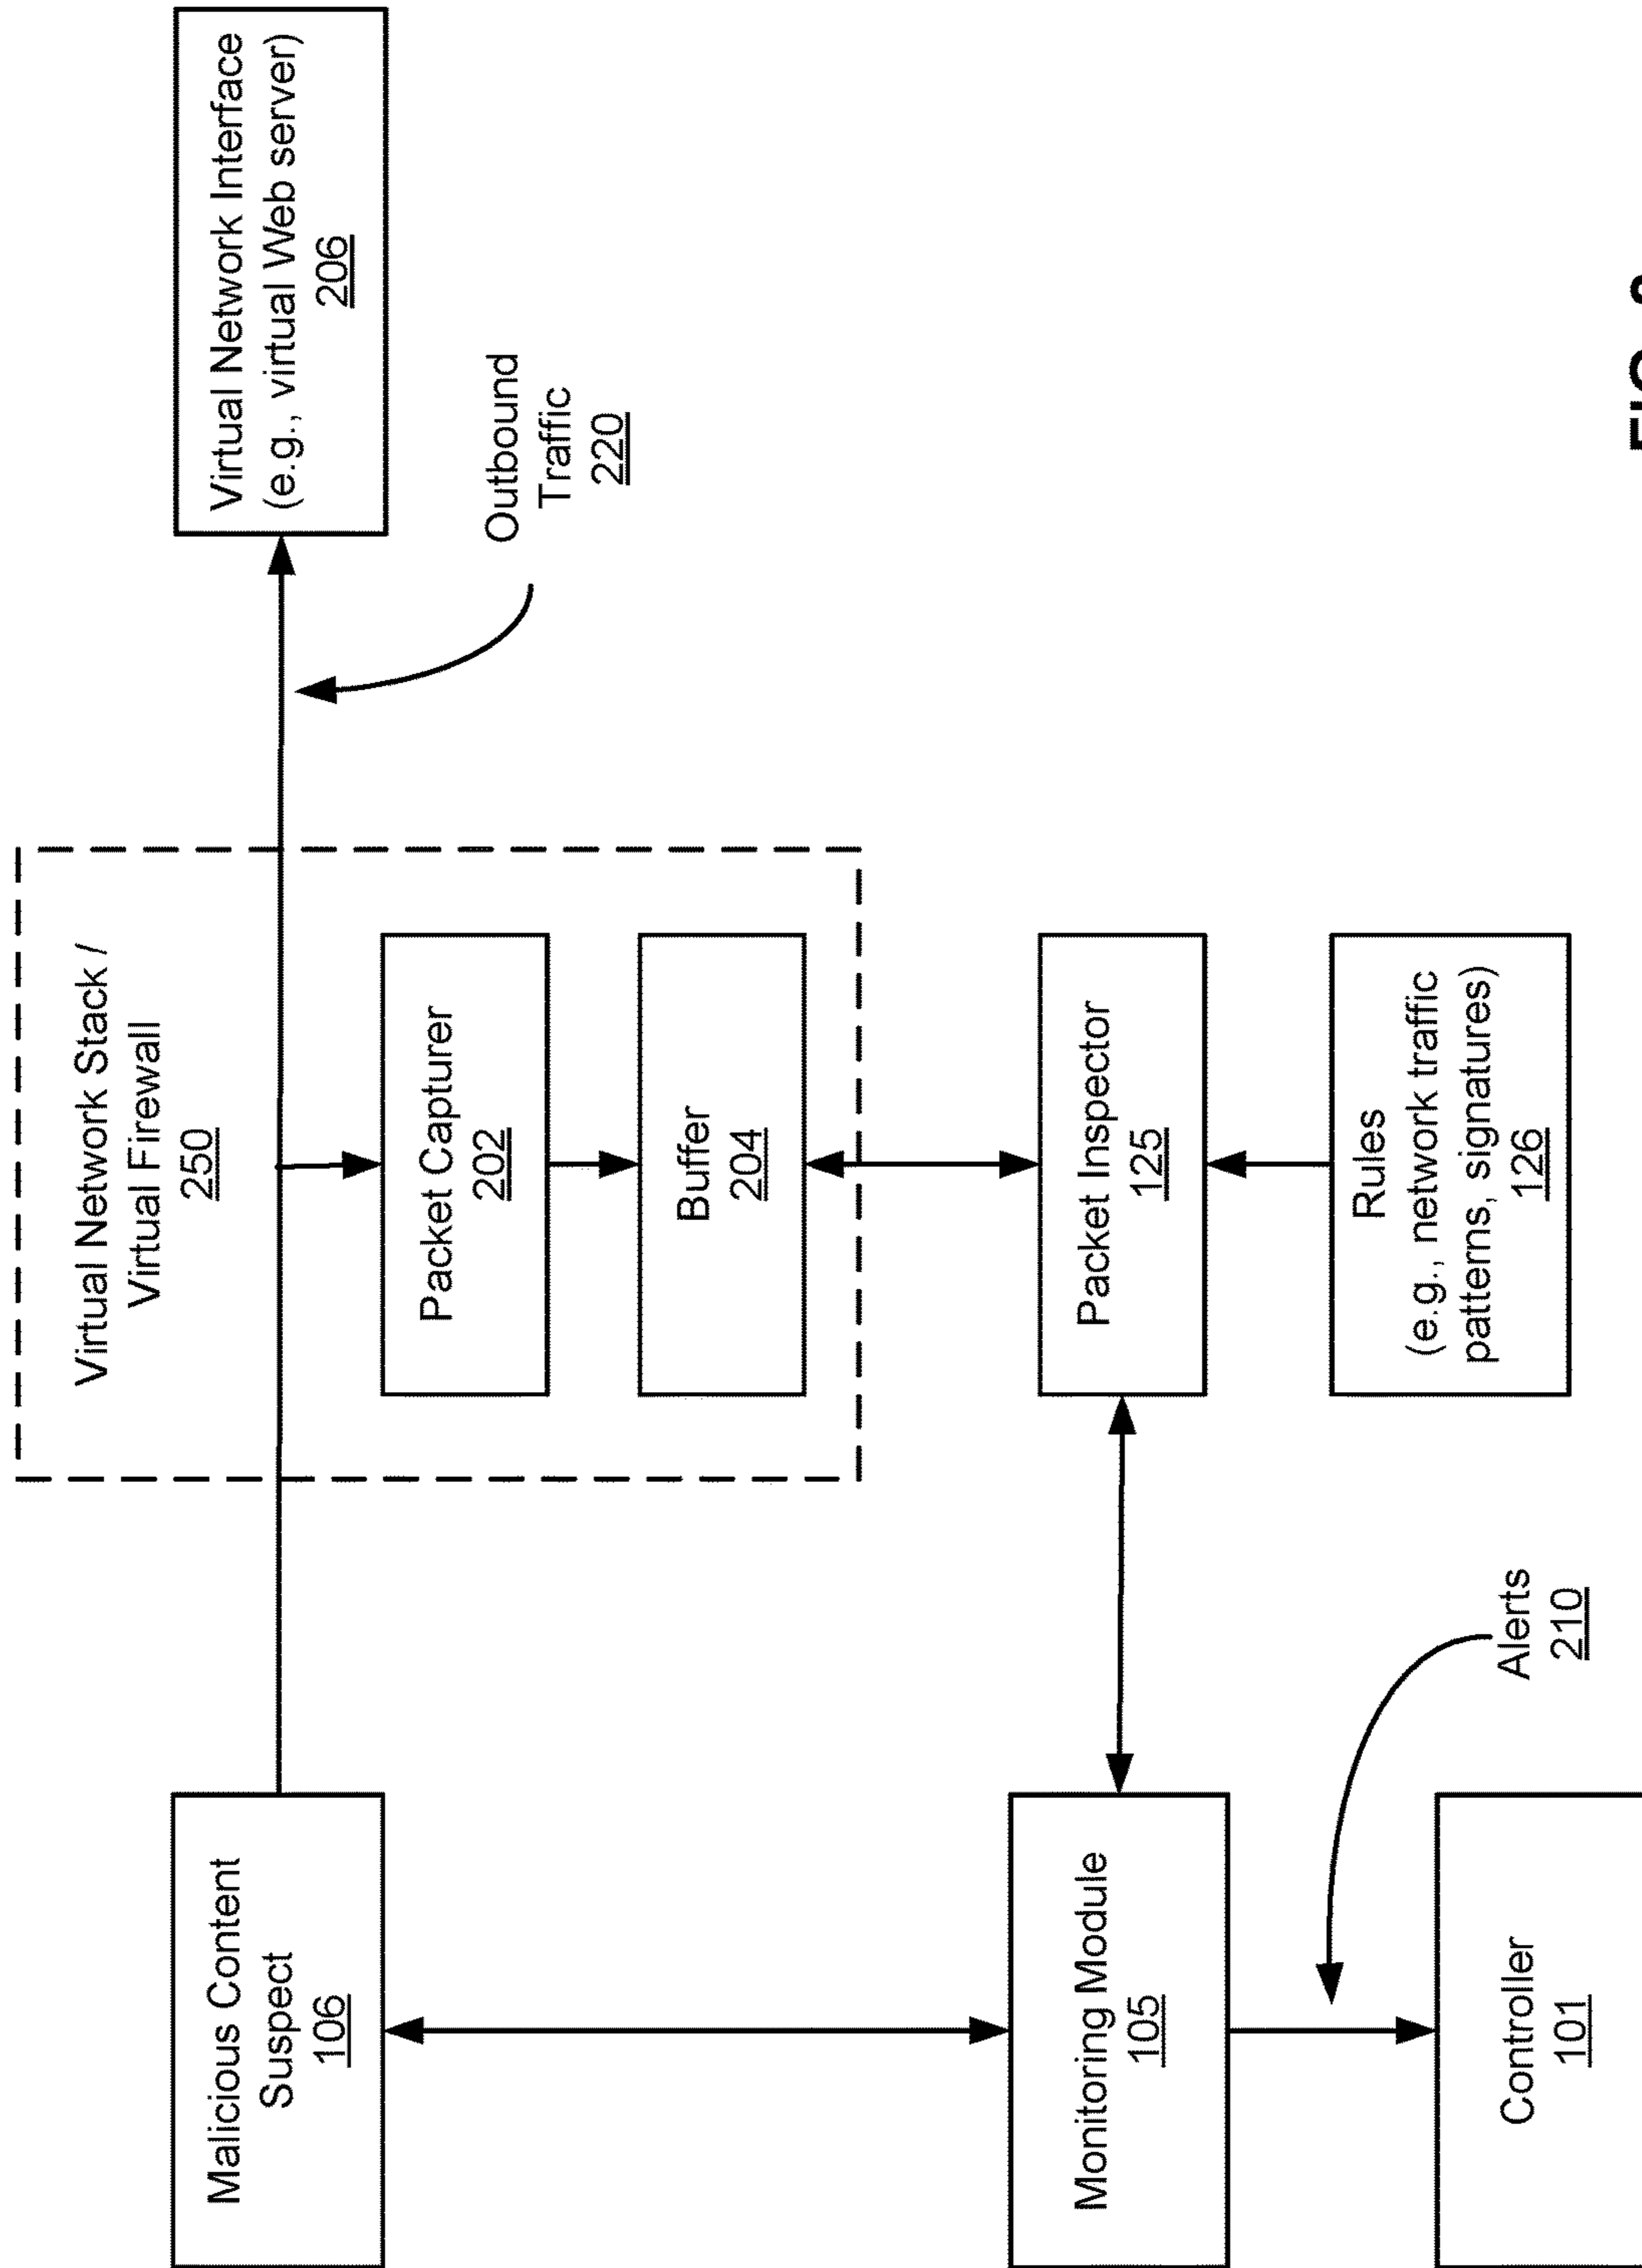 Malicious Content
Suspect
106
Virtual Network Stack /
Virtual Firewall
250
Virtual Network Interface
(e.g., virtual Web server)
206
Packet Capturer
202
Outbound
Traffic
220
Buffer
204
Monitoring Module
105
Packet Inspector
125
Rules
(e.g., network traffic
patterns, signatures)
126
Alerts
210
Controller
101
FIG.